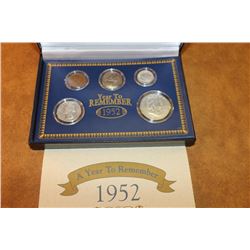 Year To
REMEMBER
1952
A Year To Remember
1952